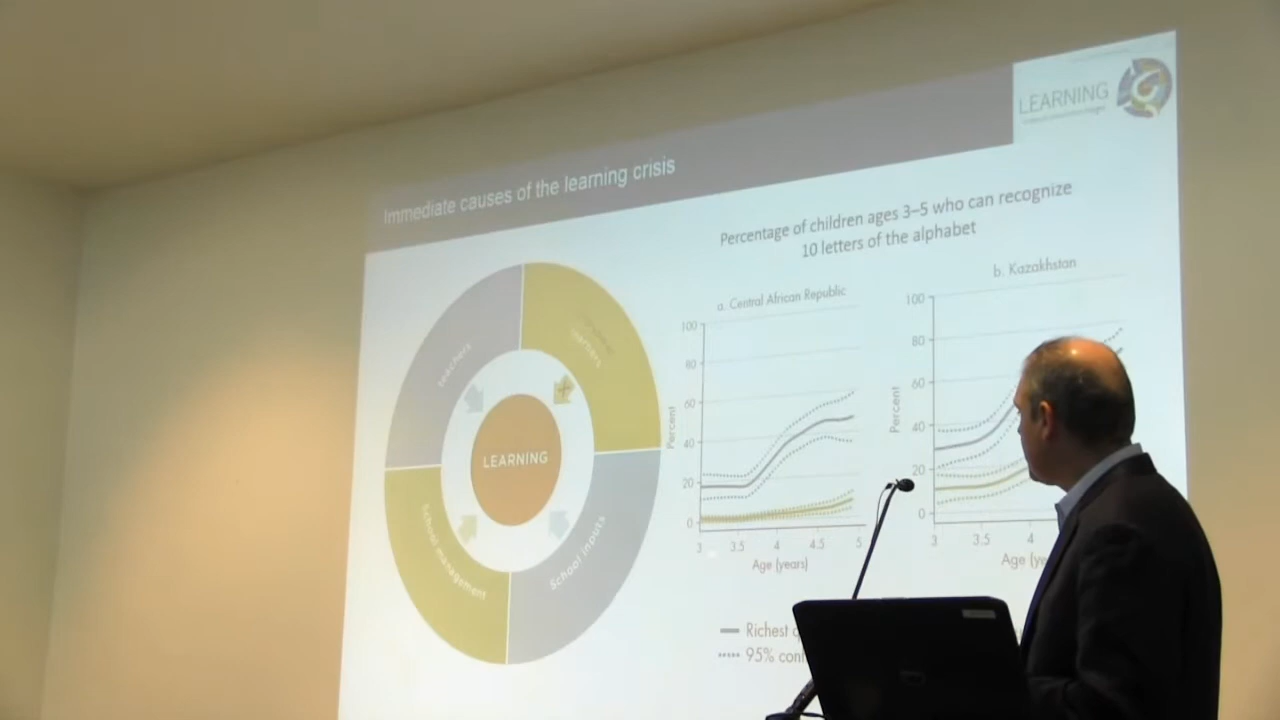 LEARNING
Immediate causes of the learning crisis
Percentage of children ages 3–5 who can recognize
10 letters of the alphabet
Teachers
learners
LEARNING
School management
School inputs
a. Central African Republic
100
80
60
40
20
0
Percent
3
3.5
4
4.5
5
Age (years)
b. Kazakhstan
100
80
60
40
20
0
Percent
3
3.5
4
Age
Richest
95%